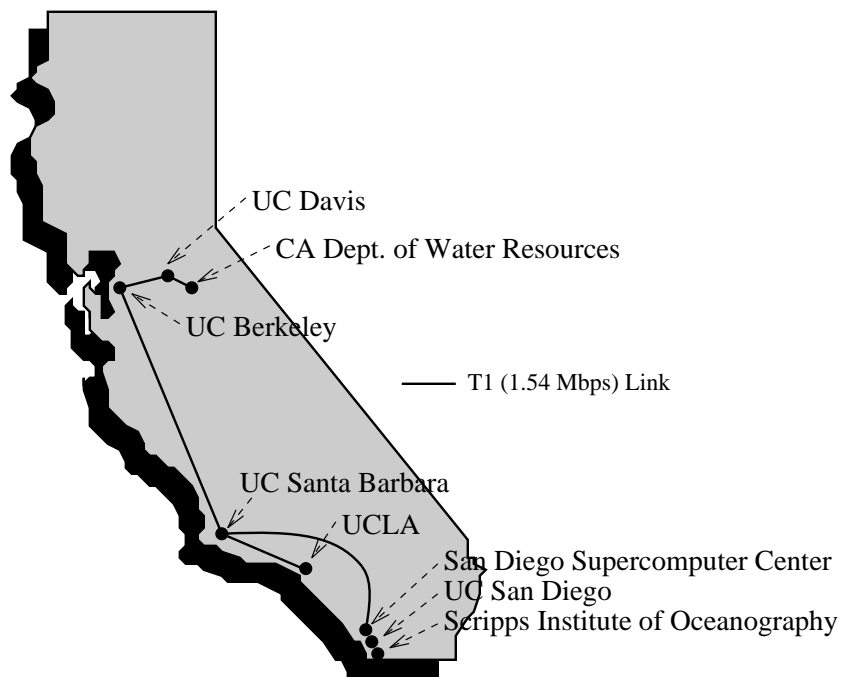 UC Davis
CA Dept. of Water Resources
UC Berkeley
T1 (1.54 Mbps) Link
UC Santa Barbara
UCLA
San Diego Supercomputer Center
UC San Diego
Scripps Institute of Oceanography